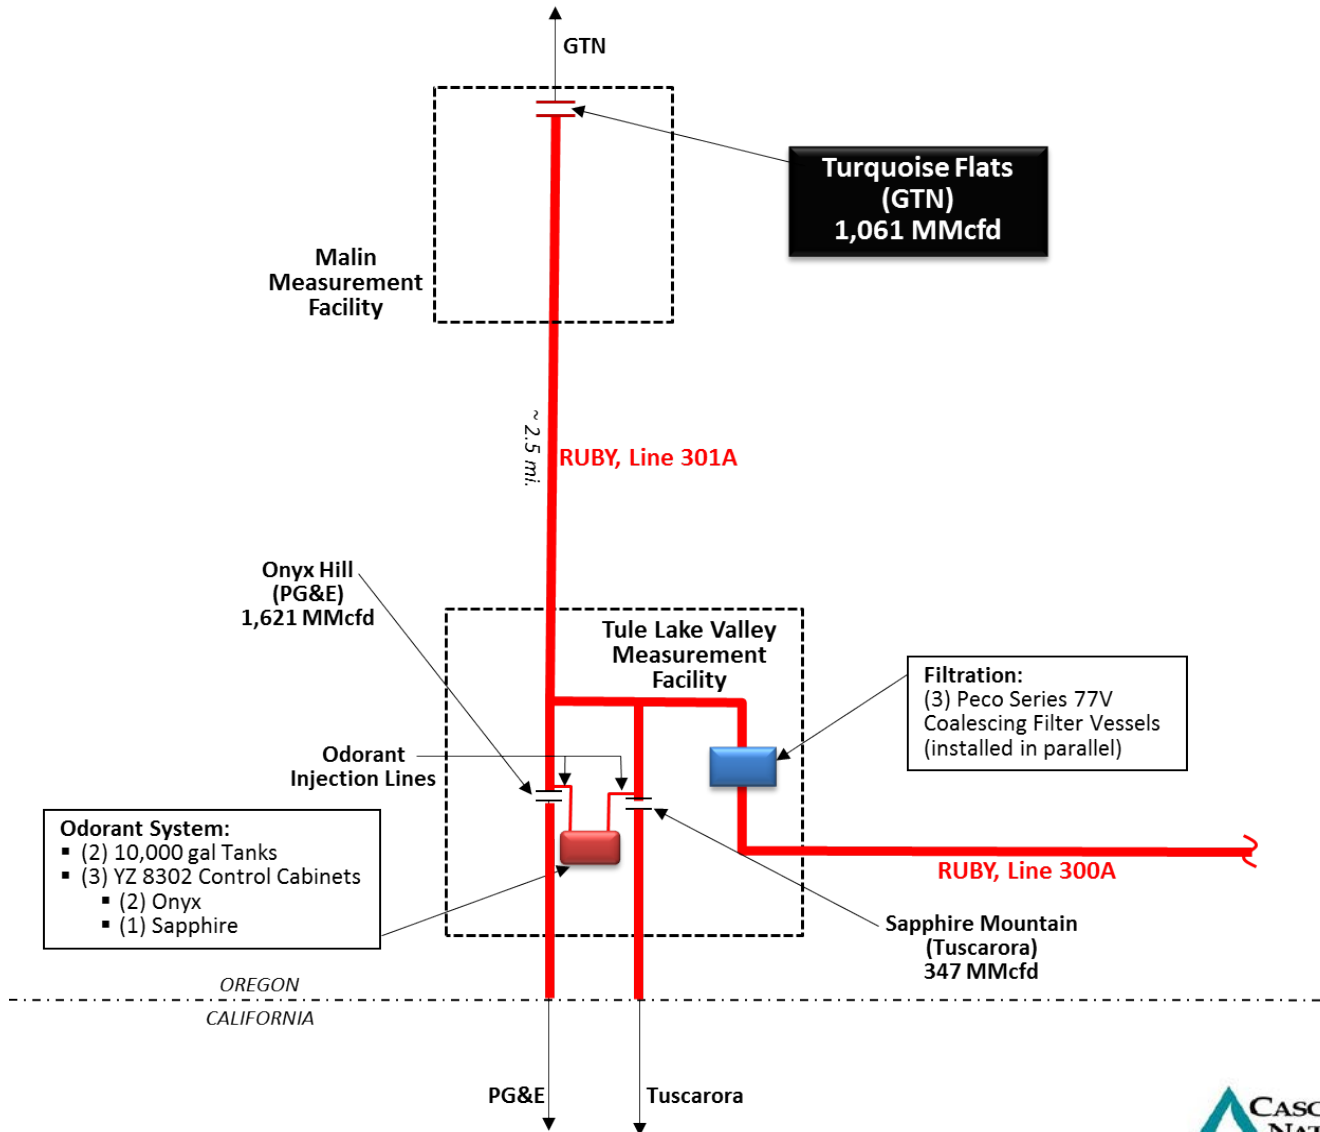 GTN
Turquoise Flats
(GTN)
1,061 MMcfd
Malin
Measurement
Facility
~ 2.5 mi.
RUBY, Line 301A
Onyx Hill
(PG&E)
1,621 MMcfd
Tule Lake Valley
Measurement
Facility
Filtration:
(3) Peco Series 77V
Coalescing Filter Vessels
(installed in parallel)
Odorant
Injection Lines
Odorant System:
▪ (2) 10,000 gal Tanks
▪ (3) YZ 8302 Control Cabinets
▪ (2) Onyx
▪ (1) Sapphire
RUBY, Line 300A
Sapphire Mountain
(Tuscarora)
347 MMcfd
OREGON
CALIFORNIA
PG&E
Tuscarora